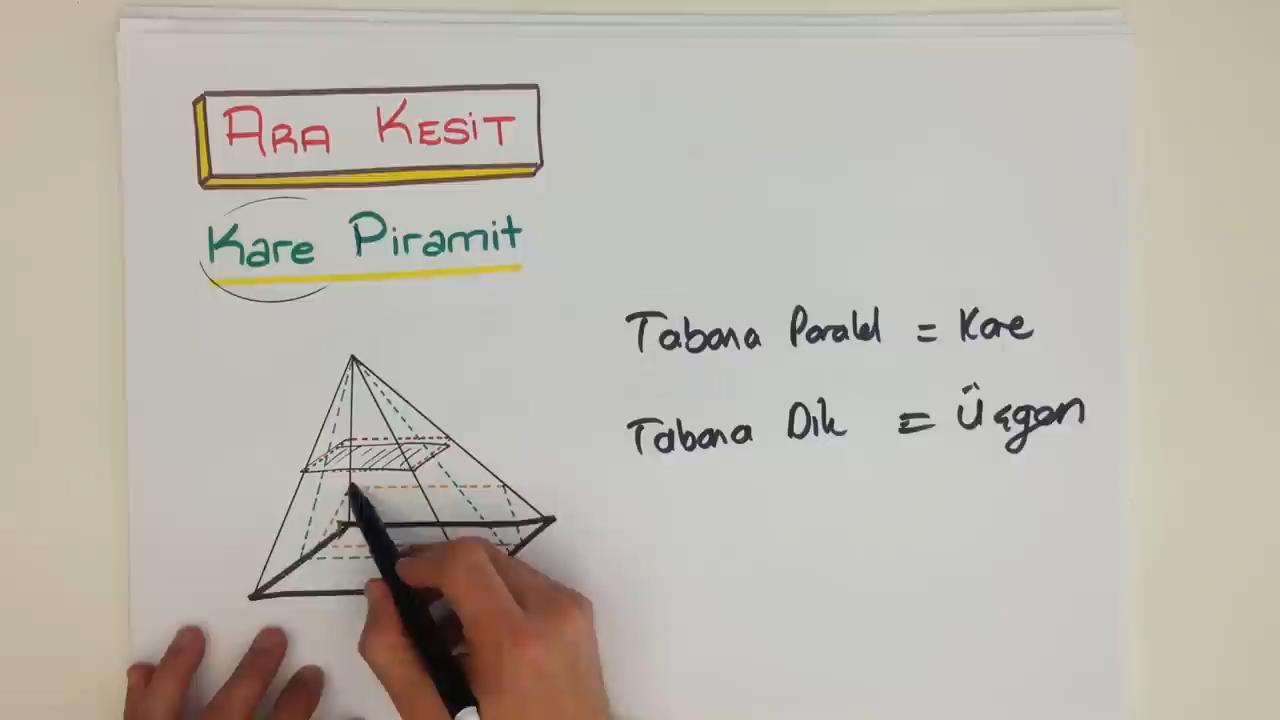 ARA KESİT
Kare Piramit
Tabana Paralel = Kare
Tabana Dik = Üçgen